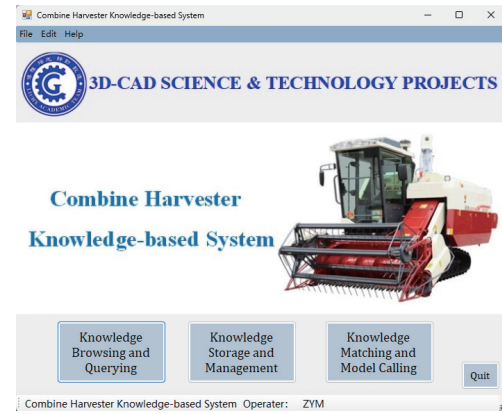 Combine Harvester Knowledge-based System
File Edit Help
3D-CAD SCIENCE & TECHNOLOGY PROJECTS
Combine Harvester
Knowledge-based System
Knowledge
Browsing and
Querying
Knowledge
Storage and
Management
Knowledge
Matching and
Model Calling
Quit
Combine Harvester Knowledge-based System Operater: ZYM